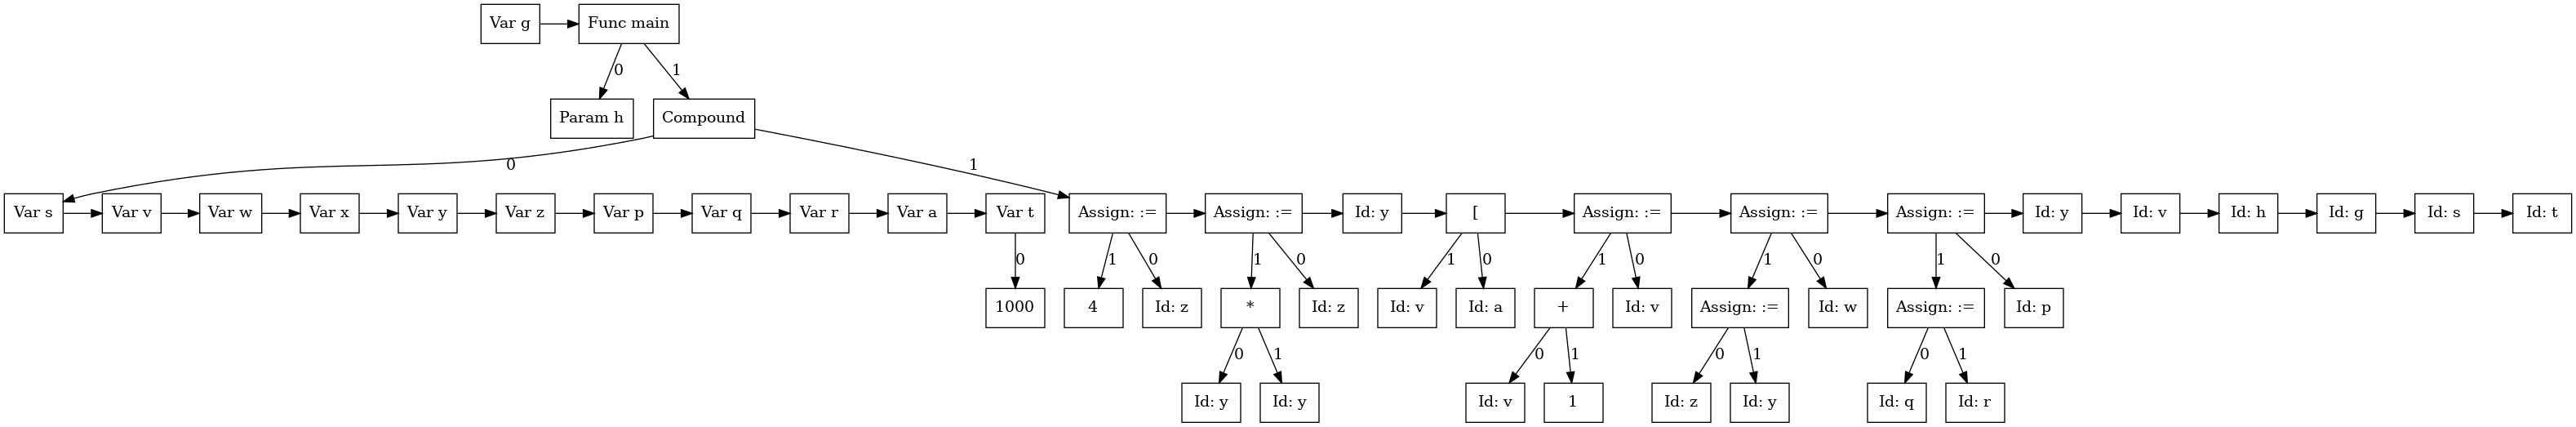 Var g
Func main
0
1
Param h
Compound
0
1
Var s
Var v
Var w
Var x
Var y
Var z
Var p
Var q
Var r
Var a
Var t
Assign: :=
Assign: :=
Id: y
[
Assign: :=
Assign: :=
Assign: :=
Id: y
Id: v
Id: h
Id: g
Id: s
Id: t
0
1
0
1
0
1
0
1
0
1
0
1
0
1000
4
Id: z
*
Id: z
Id: v
Id: a
+
Id: v
Assign: :=
Id: w
Assign: :=
Id: p
0
1
0
1
0
1
0
1
Id: y
Id: y
Id: v
1
Id: z
Id: y
Id: q
Id: r